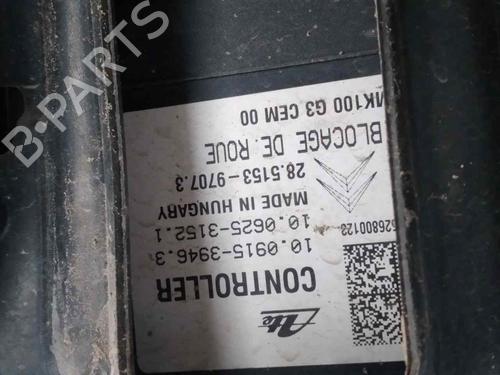 Ate
CONTROLLER
10.0915-3946.3
10.0625-3152.1
MADE IN HUNGARY
28.5153-9707.3
BLOCAGE DE ROUE
MK100 G3 CEM 00
B-PARTS